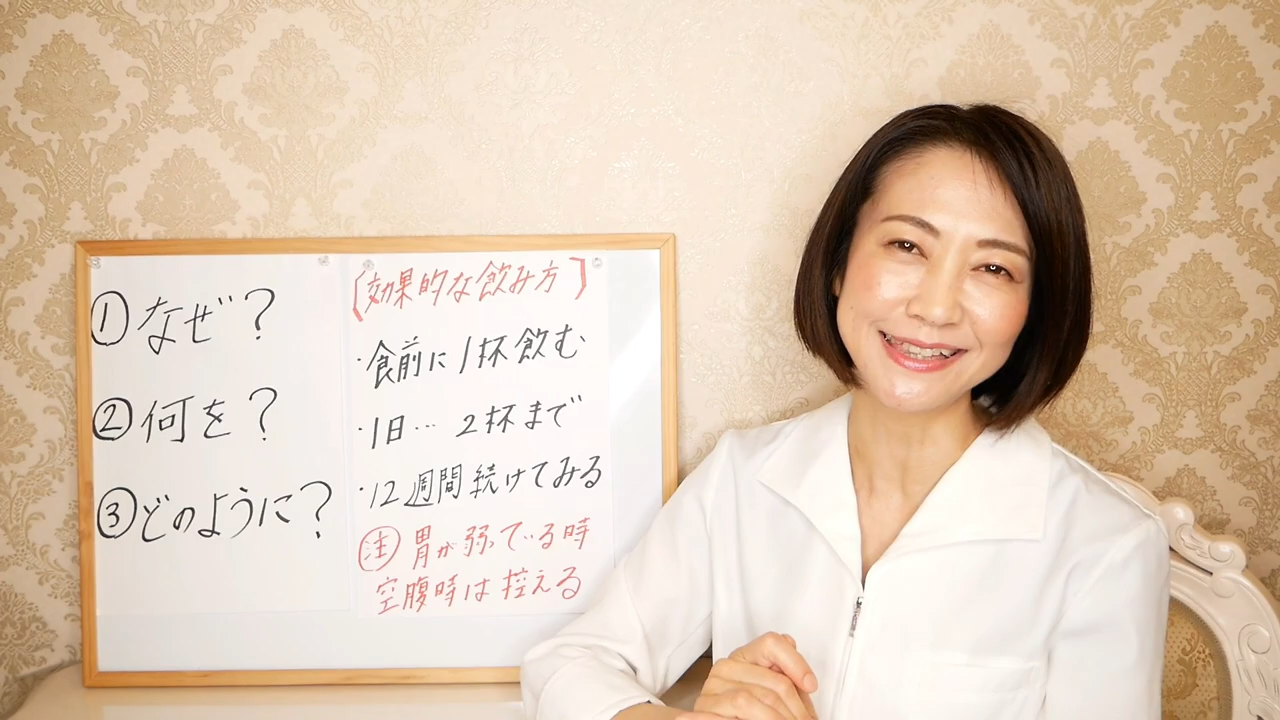 ①なぜ?
②何を?
③どのように?
[効果的な飲み方]
・食前に1杯飲む
・1日…2杯まで
・12週間続けてみる
㊟胃が弱っている時
空腹時は控える